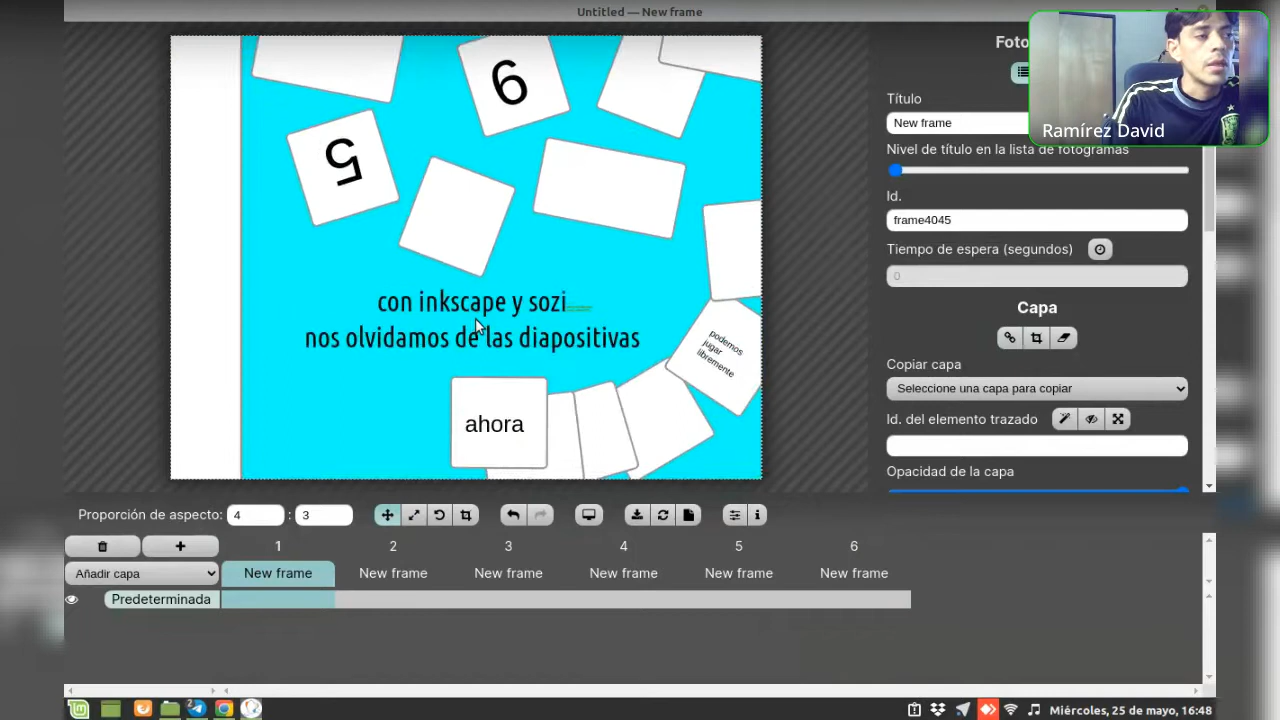 Untitled — New frame
Foto
Ramírez David
Título
New frame
Nivel de título en la lista de fotogramas
Id.
frame4045
Tiempo de espera (segundos)
0
Capa
Copiar capa
Seleccione una capa para copiar
Id. del elemento trazado
Opacidad de la capa
9
5
con inkscape y sozi
nos olvidamos de las diapositivas
podemos
jugar
libremente
ahora
Proporción de aspecto: 4 : 3
1 2 3 4 5 6
Añadir capa New frame New frame New frame New frame New frame New frame
Predeterminada
2
Miércoles, 25 de mayo, 16:48